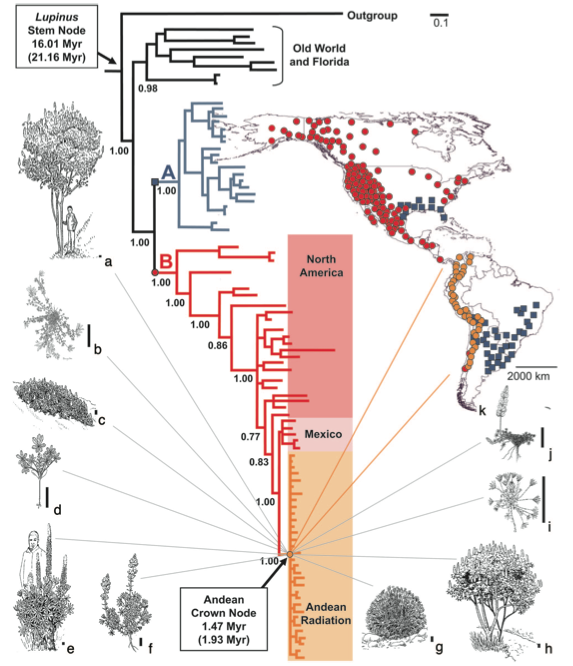 Lupinus
Stem Node
16.01 Myr
(21.16 Myr)
Outgroup
0.1
Old World
and Florida
0.98
1.00
A
1.00
1.00
B
1.00
1.00
0.86
1.00
0.77
0.83
1.00
1.00
North
America
Mexico
Andean
Radiation
Andean
Crown Node
1.47 Myr
(1.93 Myr)
2000 km
a
b
c
d
e
f
g
h
i
j
k